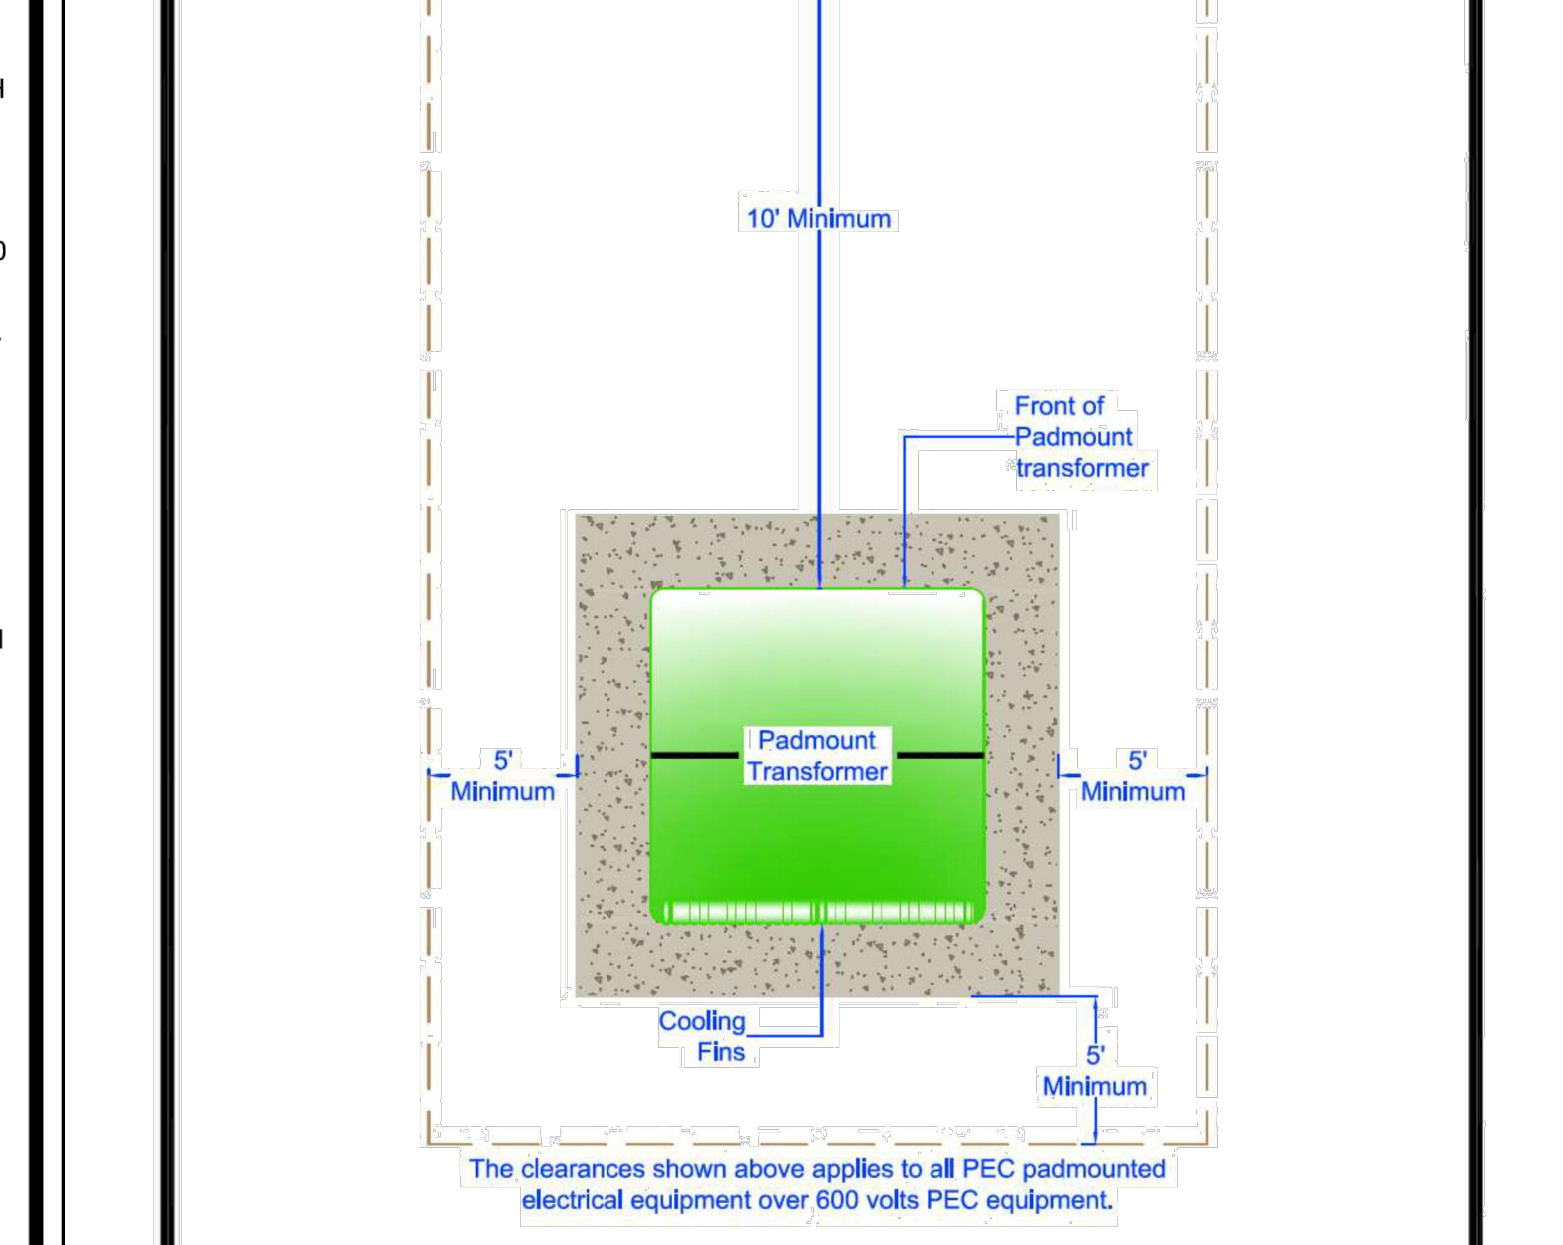 10' Minimum
Front of
Padmount
transformer
Padmount
Transformer
5'
Minimum
5'
Minimum
Cooling
Fins
5'
Minimum
The clearances shown above applies to all PEC padmounted
electrical equipment over 600 volts PEC equipment.